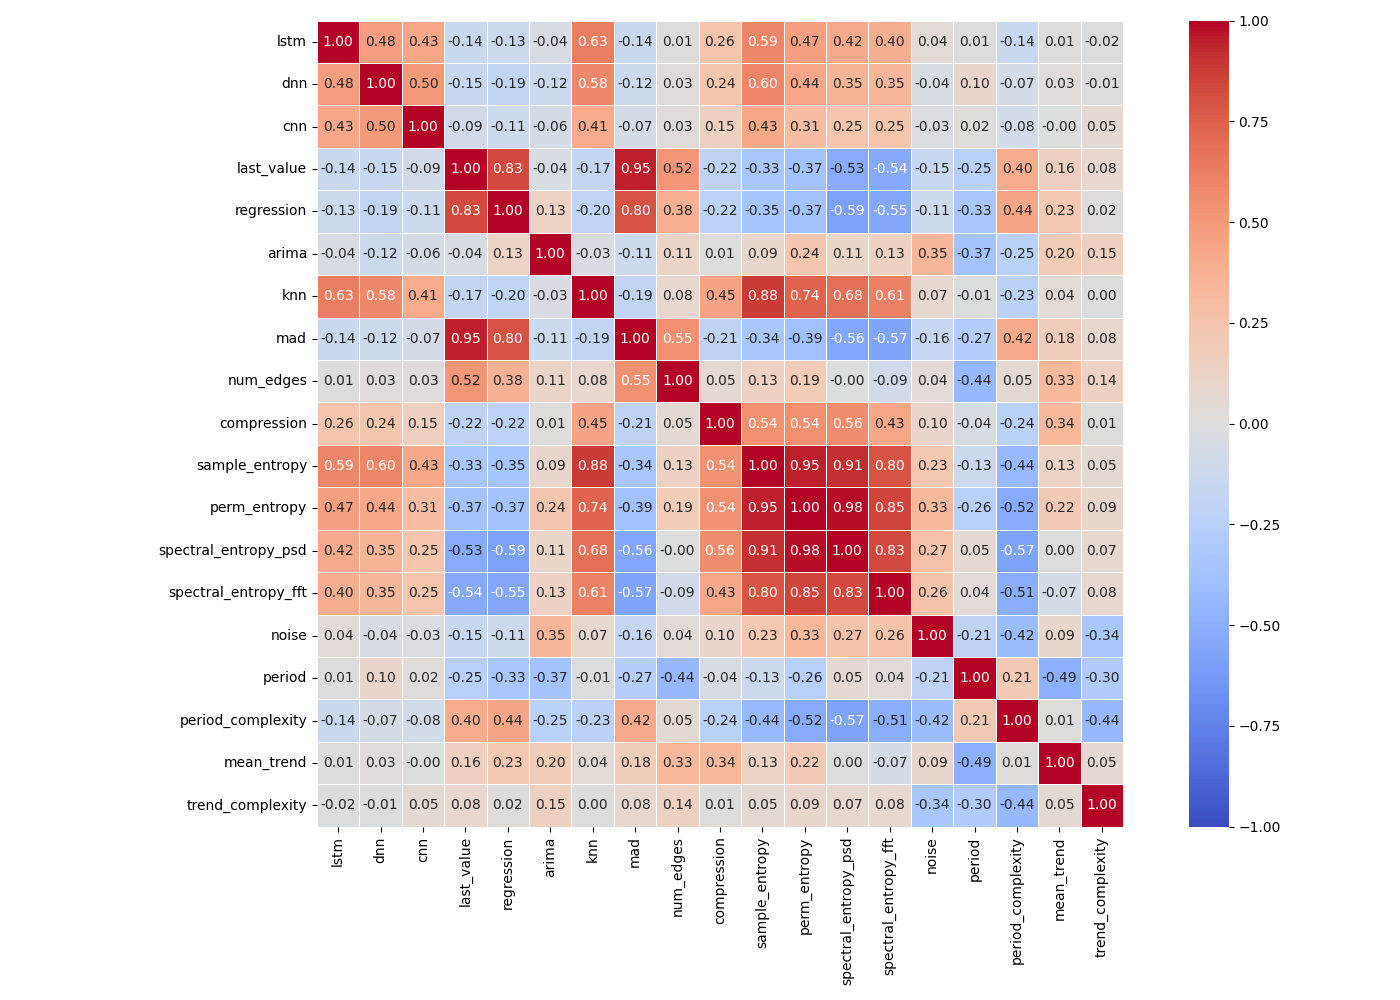 lstm 1.00 0.48 0.43 -0.14 -0.13 -0.04 0.63 -0.14 0.01 0.26 0.59 0.47 0.42 0.40 0.04 0.01 -0.14 0.01 -0.02 1.00
dnn 0.48 1.00 0.50 -0.15 -0.19 -0.12 0.58 -0.12 0.03 0.24 0.60 0.44 0.35 0.35 -0.04 0.10 -0.07 0.03 -0.01
cnn 0.43 0.50 1.00 -0.09 -0.11 -0.06 0.41 -0.07 0.03 0.15 0.43 0.31 0.25 0.25 -0.03 0.02 -0.08 -0.00 0.05 0.75
last_value -0.14 -0.15 -0.09 1.00 0.83 -0.04 -0.17 0.95 0.52 -0.22 -0.33 -0.37 -0.53 -0.54 -0.15 -0.25 0.40 0.16 0.08
regression -0.13 -0.19 -0.11 0.83 1.00 0.13 -0.20 0.80 0.38 -0.22 -0.35 -0.37 -0.59 -0.55 -0.11 -0.33 0.44 0.23 0.02 0.50
arima -0.04 -0.12 -0.06 -0.04 0.13 1.00 -0.03 -0.11 0.11 0.01 0.09 0.24 0.11 0.13 0.35 -0.37 -0.25 0.20 0.15
knn 0.63 0.58 0.41 -0.17 -0.20 -0.03 1.00 -0.19 0.08 0.45 0.88 0.74 0.68 0.61 0.07 -0.01 -0.23 0.04 0.00
mad -0.14 -0.12 -0.07 0.95 0.80 -0.11 -0.19 1.00 0.55 -0.21 -0.34 -0.39 -0.56 -0.57 -0.16 -0.27 0.42 0.18 0.08 0.25
num_edges 0.01 0.03 0.03 0.52 0.38 0.11 0.08 0.55 1.00 0.05 0.13 0.19 -0.00 -0.09 0.04 -0.44 0.05 0.33 0.14
compression 0.26 0.24 0.15 -0.22 -0.22 0.01 0.45 -0.21 0.05 1.00 0.54 0.54 0.56 0.43 0.10 -0.04 -0.24 0.34 0.01 0.00
sample_entropy 0.59 0.60 0.43 -0.33 -0.35 0.09 0.88 -0.34 0.13 0.54 1.00 0.95 0.91 0.80 0.23 -0.13 -0.44 0.13 0.05
perm_entropy 0.47 0.44 0.31 -0.37 -0.37 0.24 0.74 -0.39 0.19 0.54 0.95 1.00 0.98 0.85 0.33 -0.26 -0.52 0.22 0.09
−0.25
spectral_entropy_psd 0.42 0.35 0.25 -0.53 -0.59 0.11 0.68 -0.56 -0.00 0.56 0.91 0.98 1.00 0.83 0.27 0.05 -0.57 0.00 0.07
spectral_entropy_fft 0.40 0.35 0.25 -0.54 -0.55 0.13 0.61 -0.57 -0.09 0.43 0.80 0.85 0.83 1.00 0.26 0.04 -0.51 -0.07 0.08
noise 0.04 -0.04 -0.03 -0.15 -0.11 0.35 0.07 -0.16 0.04 0.10 0.23 0.33 0.27 0.26 1.00 -0.21 -0.42 0.09 -0.34 −0.50
period 0.01 0.10 0.02 -0.25 -0.33 -0.37 -0.01 -0.27 -0.44 -0.04 -0.13 -0.26 0.05 0.04 -0.21 1.00 0.21 -0.49 -0.30
period_complexity -0.14 -0.07 -0.08 0.40 0.44 -0.25 -0.23 0.42 0.05 -0.24 -0.44 -0.52 -0.57 -0.51 -0.42 0.21 1.00 0.01 -0.44 −0.75
mean_trend 0.01 0.03 -0.00 0.16 0.23 0.20 0.04 0.18 0.33 0.34 0.13 0.22 0.00 -0.07 0.09 -0.49 0.01 1.00 0.05
trend_complexity -0.02 -0.01 0.05 0.08 0.02 0.15 0.00 0.08 0.14 0.01 0.05 0.09 0.07 0.08 -0.34 -0.30 -0.44 0.05 1.00
−1.00
lstm dnn cnn last_value regression arima knn mad num_edges compression sample_entropy perm_entropy spectral_entropy_psd spectral_entropy_fft noise period period_complexity mean_trend trend_complexity